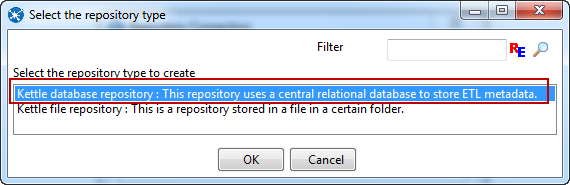 Select the repository type
Filter
RE
Select the repository type to create
Kettle database repository : This repository uses a central relational database to store ETL metadata.
Kettle file repository : This is a repository stored in a file in a certain folder.
OK
Cancel